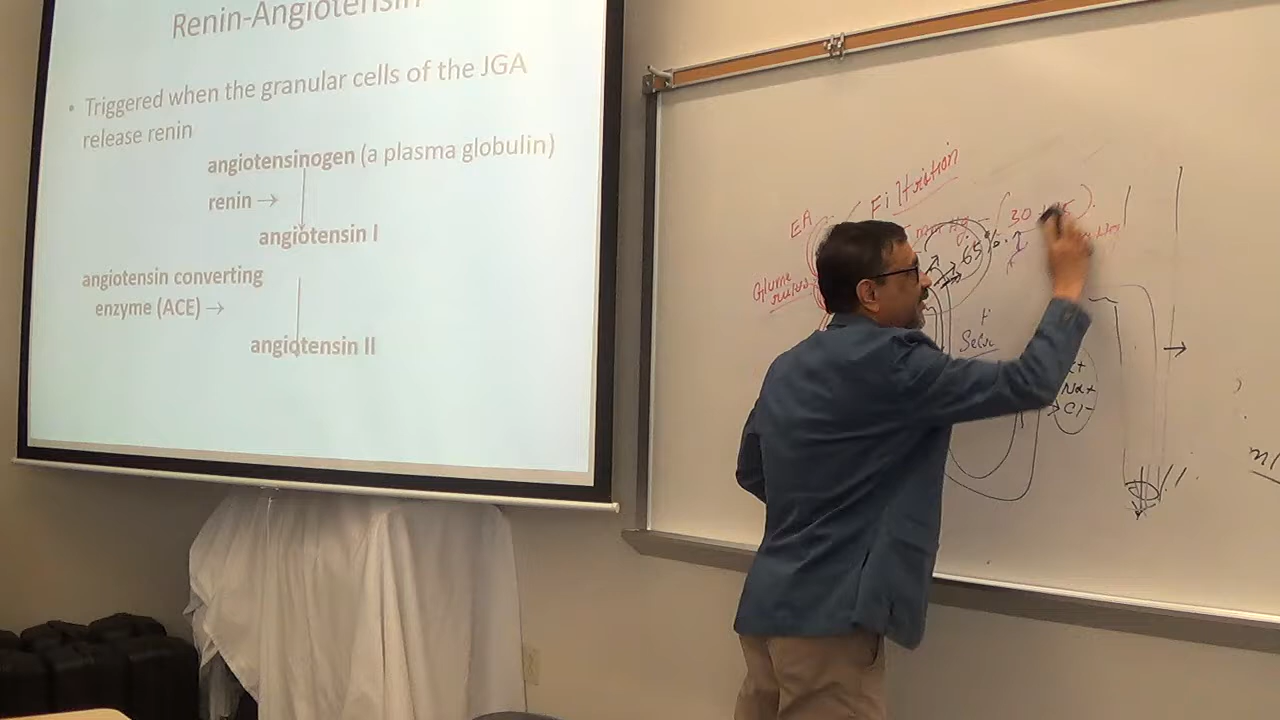 Renin-Angiotensin
• Triggered when the granular cells of the JGA
release renin
angiotensinogen (a plasma globulin)
renin →
angiotensin I
angiotensin converting
enzyme (ACE) →
angiotensin II
Filtration
EA
30
65%
Na+
Cl-